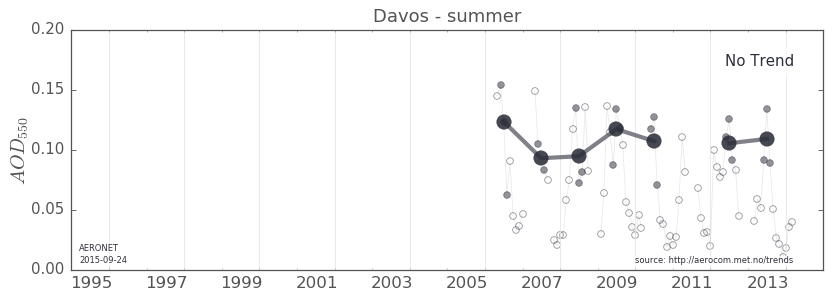 Davos - summer
0.20
No Trend
0.15
AOD550
0.10
0.05
AERONET
2015-09-24
source: http://aerocom.met.no/trends
0.00
1995 1997 1999 2001 2003 2005 2007 2009 2011 2013